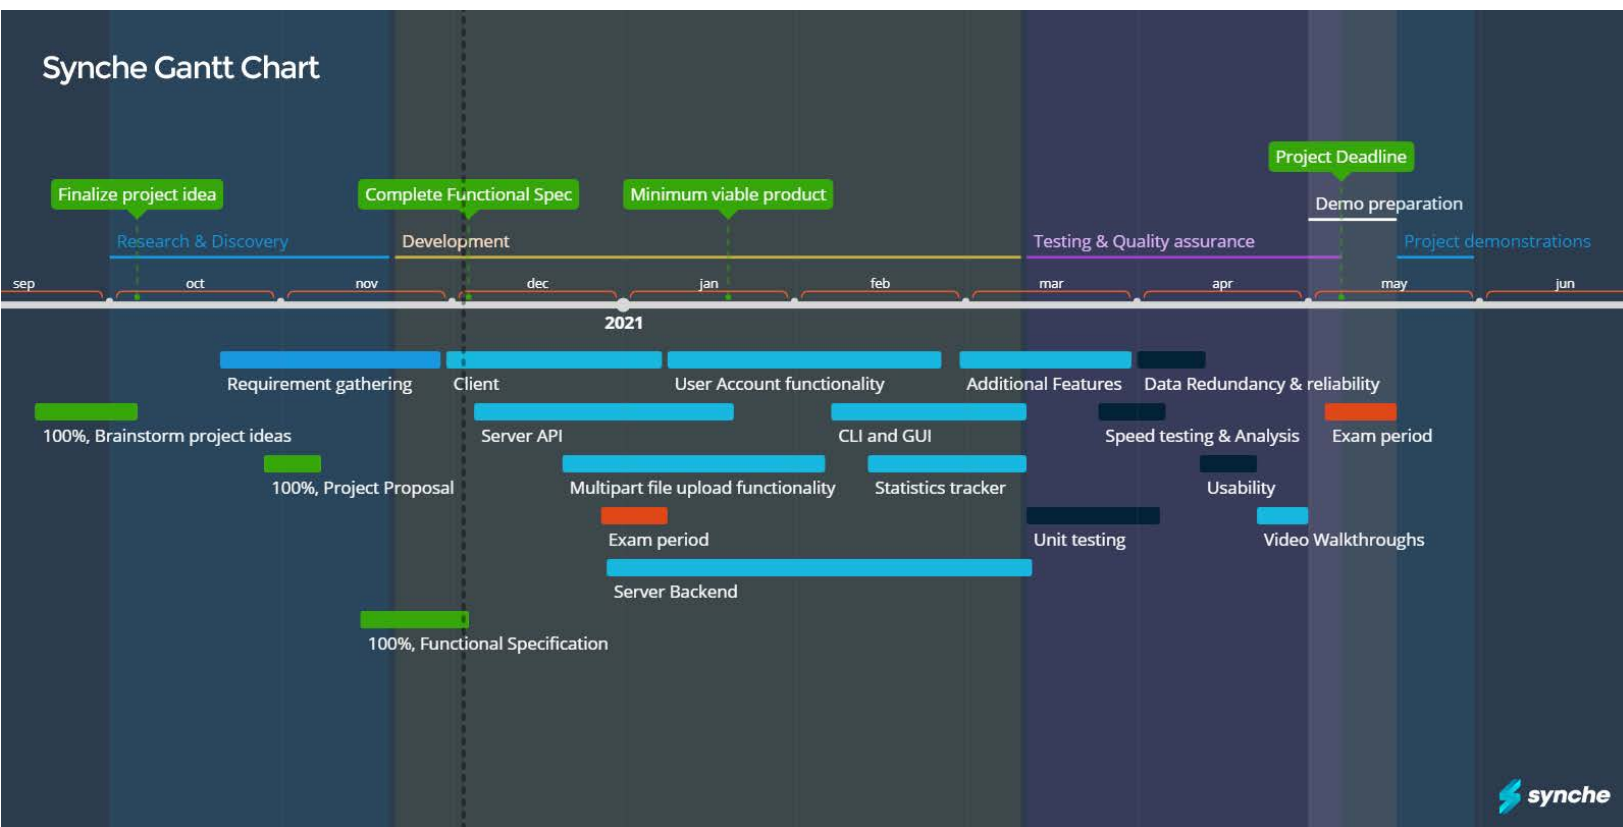 Synche Gantt Chart
Project Deadline
Finalize project idea
Complete Functional Spec
Minimum viable product
Demo preparation
Research & Discovery
Development
Testing & Quality assurance
Project demonstrations
sep oct nov dec jan feb mar apr may jun
2021
Requirement gathering
Client
User Account functionality
Additional Features
Data Redundancy & reliability
100%, Brainstorm project ideas
Server API
CLI and GUI
Speed testing & Analysis
Exam period
100%, Project Proposal
Multipart file upload functionality
Statistics tracker
Usability
Exam period
Unit testing
Video Walkthroughs
Server Backend
100%, Functional Specification
synche